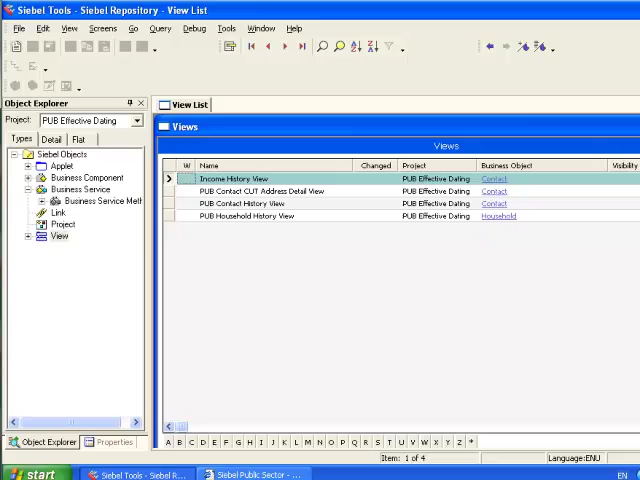 Siebel Tools - Siebel Repository - View List
File Edit View Screens Go Query Debug Tools Window Help
Object Explorer
View List
Project: PUB Effective Dating
Views
Types Detail Flat
Views
Siebel Objects
W Name Changed Project Business Object Visibility
Applet
Income History View PUB Effective Dating Contact
Business Component
PUB Contact CUT Address Detail View PUB Effective Dating Contact
Business Service
PUB Contact History View PUB Effective Dating Contact
Business Service Meth
PUB Household History View PUB Effective Dating Household
Link
Project
View
Object Explorer Properties
A B C D E F G H I J K L M N O P Q R S T U V W X Y Z *
Item: 1 of 4
Language:ENU
start
Siebel Tools - Siebel R...
Siebel Public Sector - ...
EN